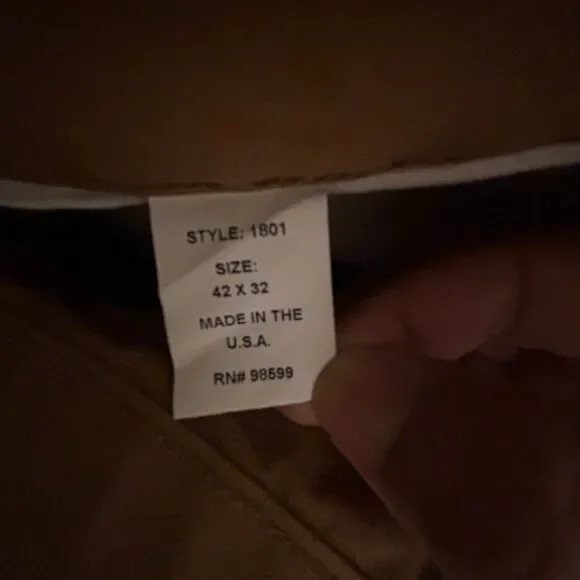 STYLE: 1801
SIZE:
42 X 32
MADE IN THE
U.S.A.
RN# 98599